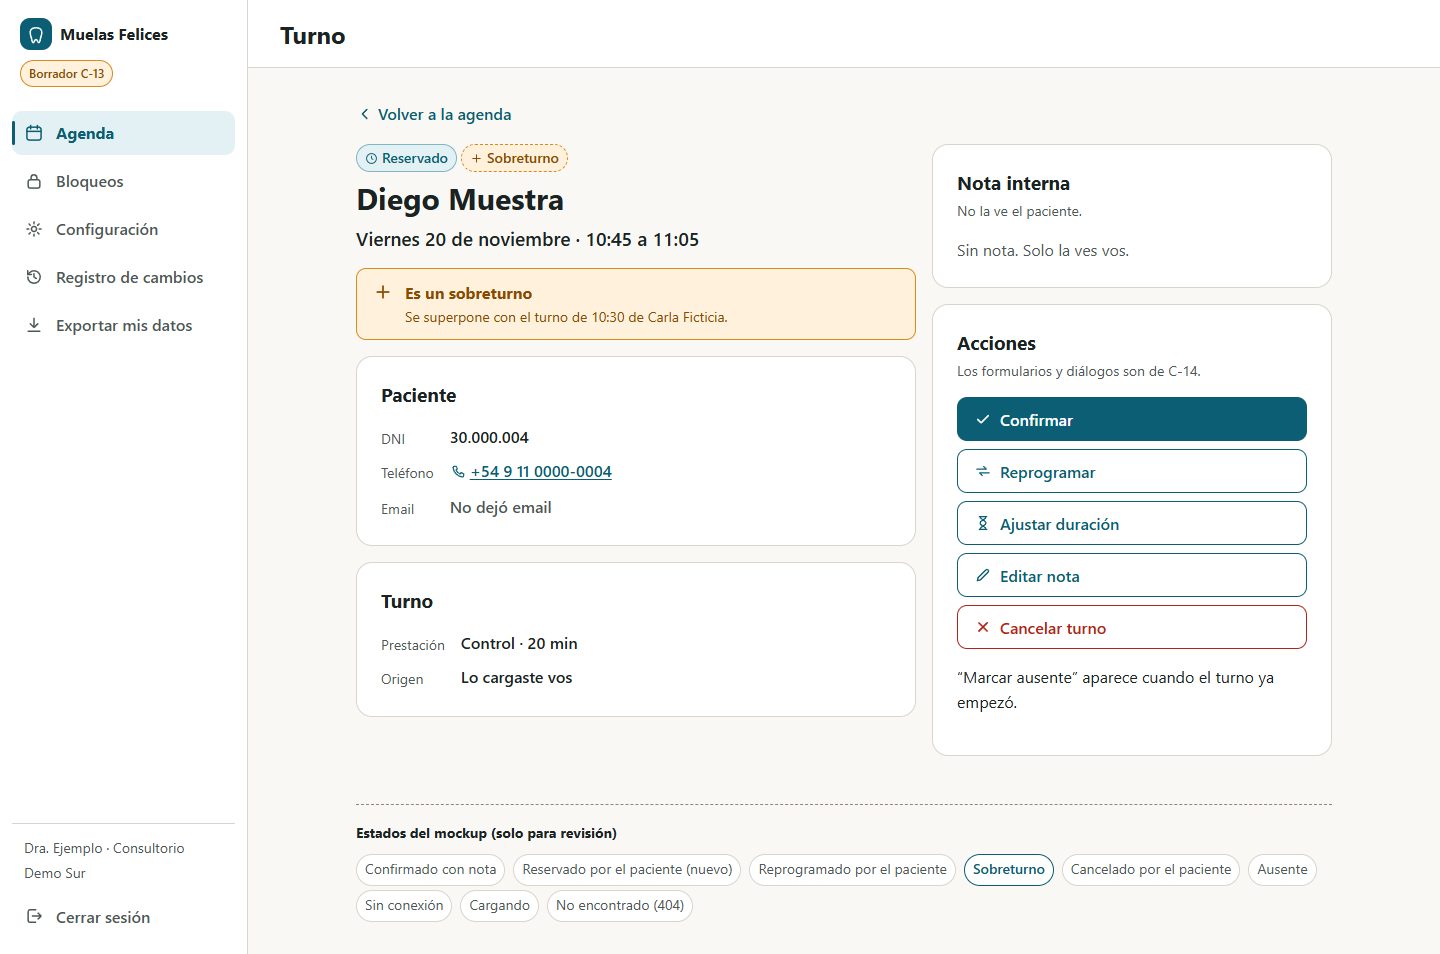 Muelas Felices
Borrador C-13
Agenda
Bloqueos
Configuración
Registro de cambios
Exportar mis datos
Dra. Ejemplo · Consultorio
Demo Sur
Cerrar sesión
Turno
Volver a la agenda
Reservado
Sobreturno
Diego Muestra
Viernes 20 de noviembre · 10:45 a 11:05
Es un sobreturno
Se superpone con el turno de 10:30 de Carla Ficticia.
Paciente
DNI 30.000.004
Teléfono +54 9 11 0000-0004
Email No dejó email
Turno
Prestación Control · 20 min
Origen Lo cargaste vos
Nota interna
No la ve el paciente.
Sin nota. Solo la ves vos.
Acciones
Los formularios y diálogos son de C-14.
Confirmar
Reprogramar
Ajustar duración
Editar nota
Cancelar turno
“Marcar ausente” aparece cuando el turno ya
empezó.
Estados del mockup (solo para revisión)
Confirmado con nota Reservado por el paciente (nuevo) Reprogramado por el paciente Sobreturno Cancelado por el paciente Ausente
Sin conexión Cargando No encontrado (404)